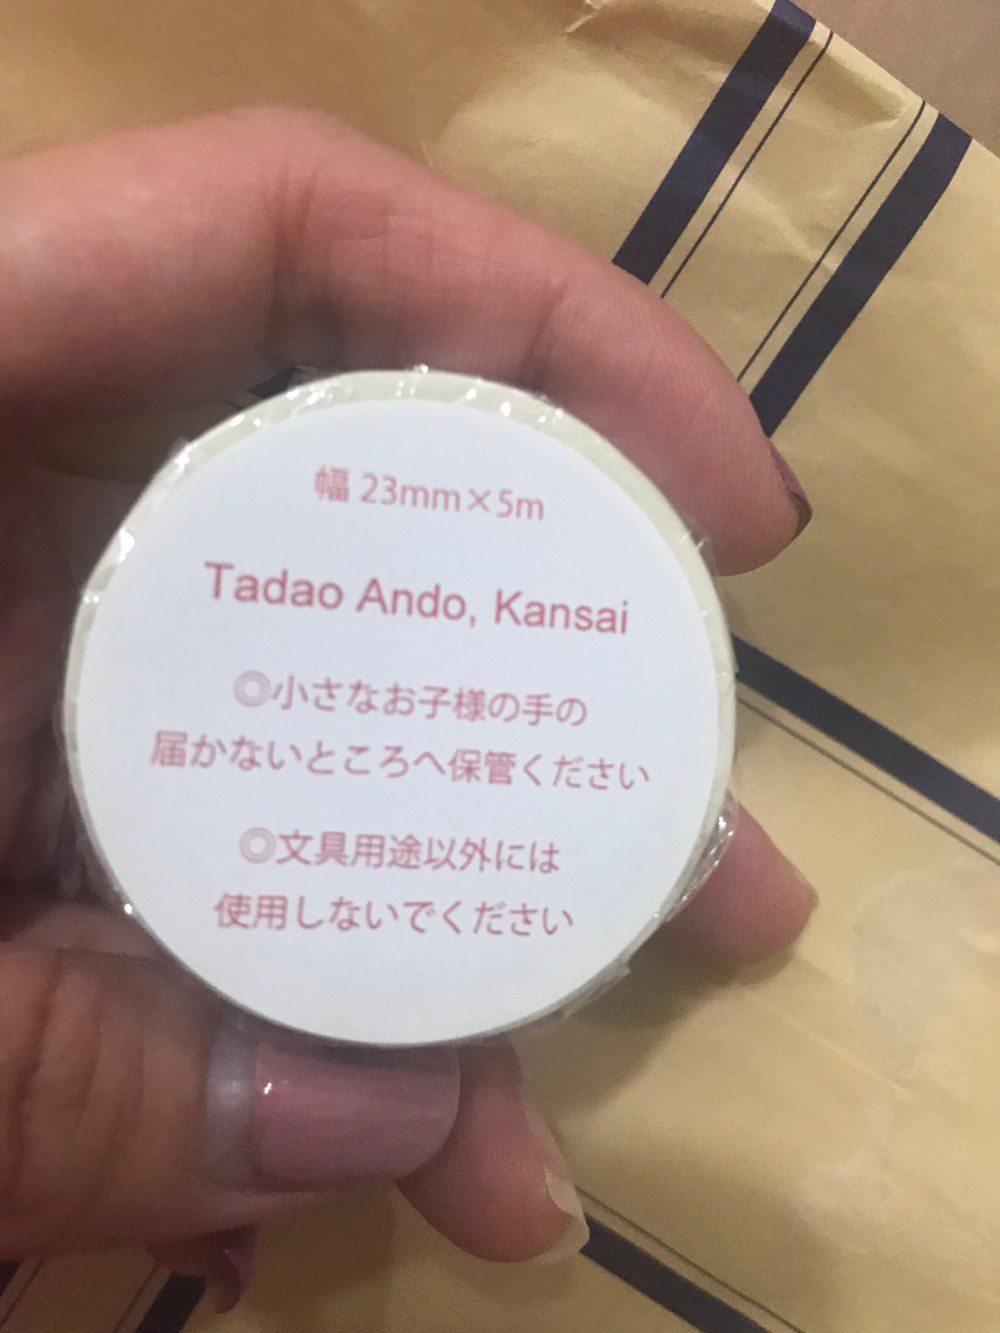 幅 23mm×5m
Tadao Ando, Kansai
◎小さなお子様の手の
届かないところへ保管ください
◎文具用途以外には
使用しないでください